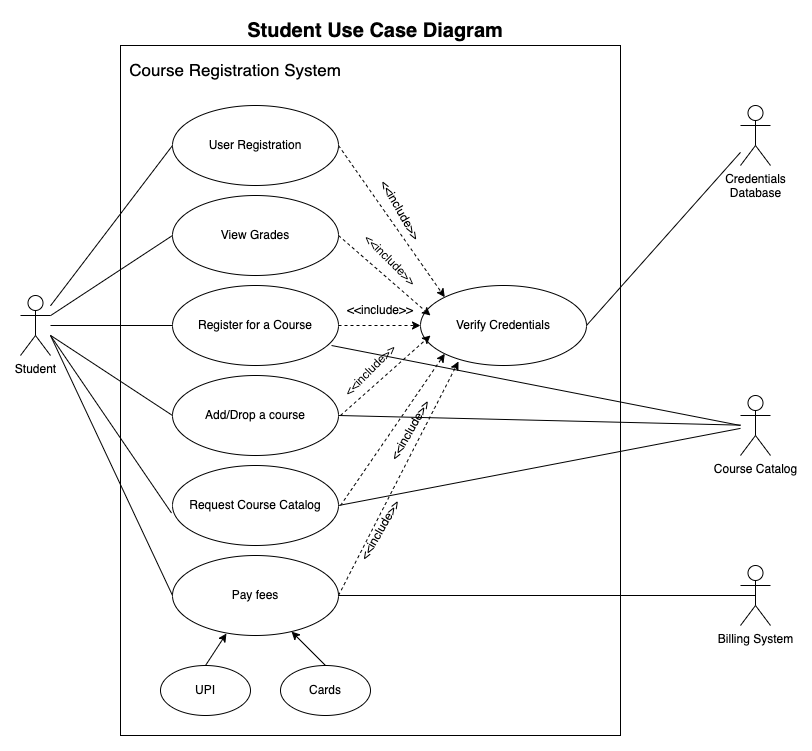 Student Use Case Diagram
Course Registration System
User Registration
<<include>>
Credentials
Database
View Grades
<<include>>
<<include>>
Register for a Course
Verify Credentials
Student
<<include>>
Add/Drop a course
<<include>>
Course Catalog
Request Course Catalog
<<include>>
Pay fees
Billing System
UPI
Cards